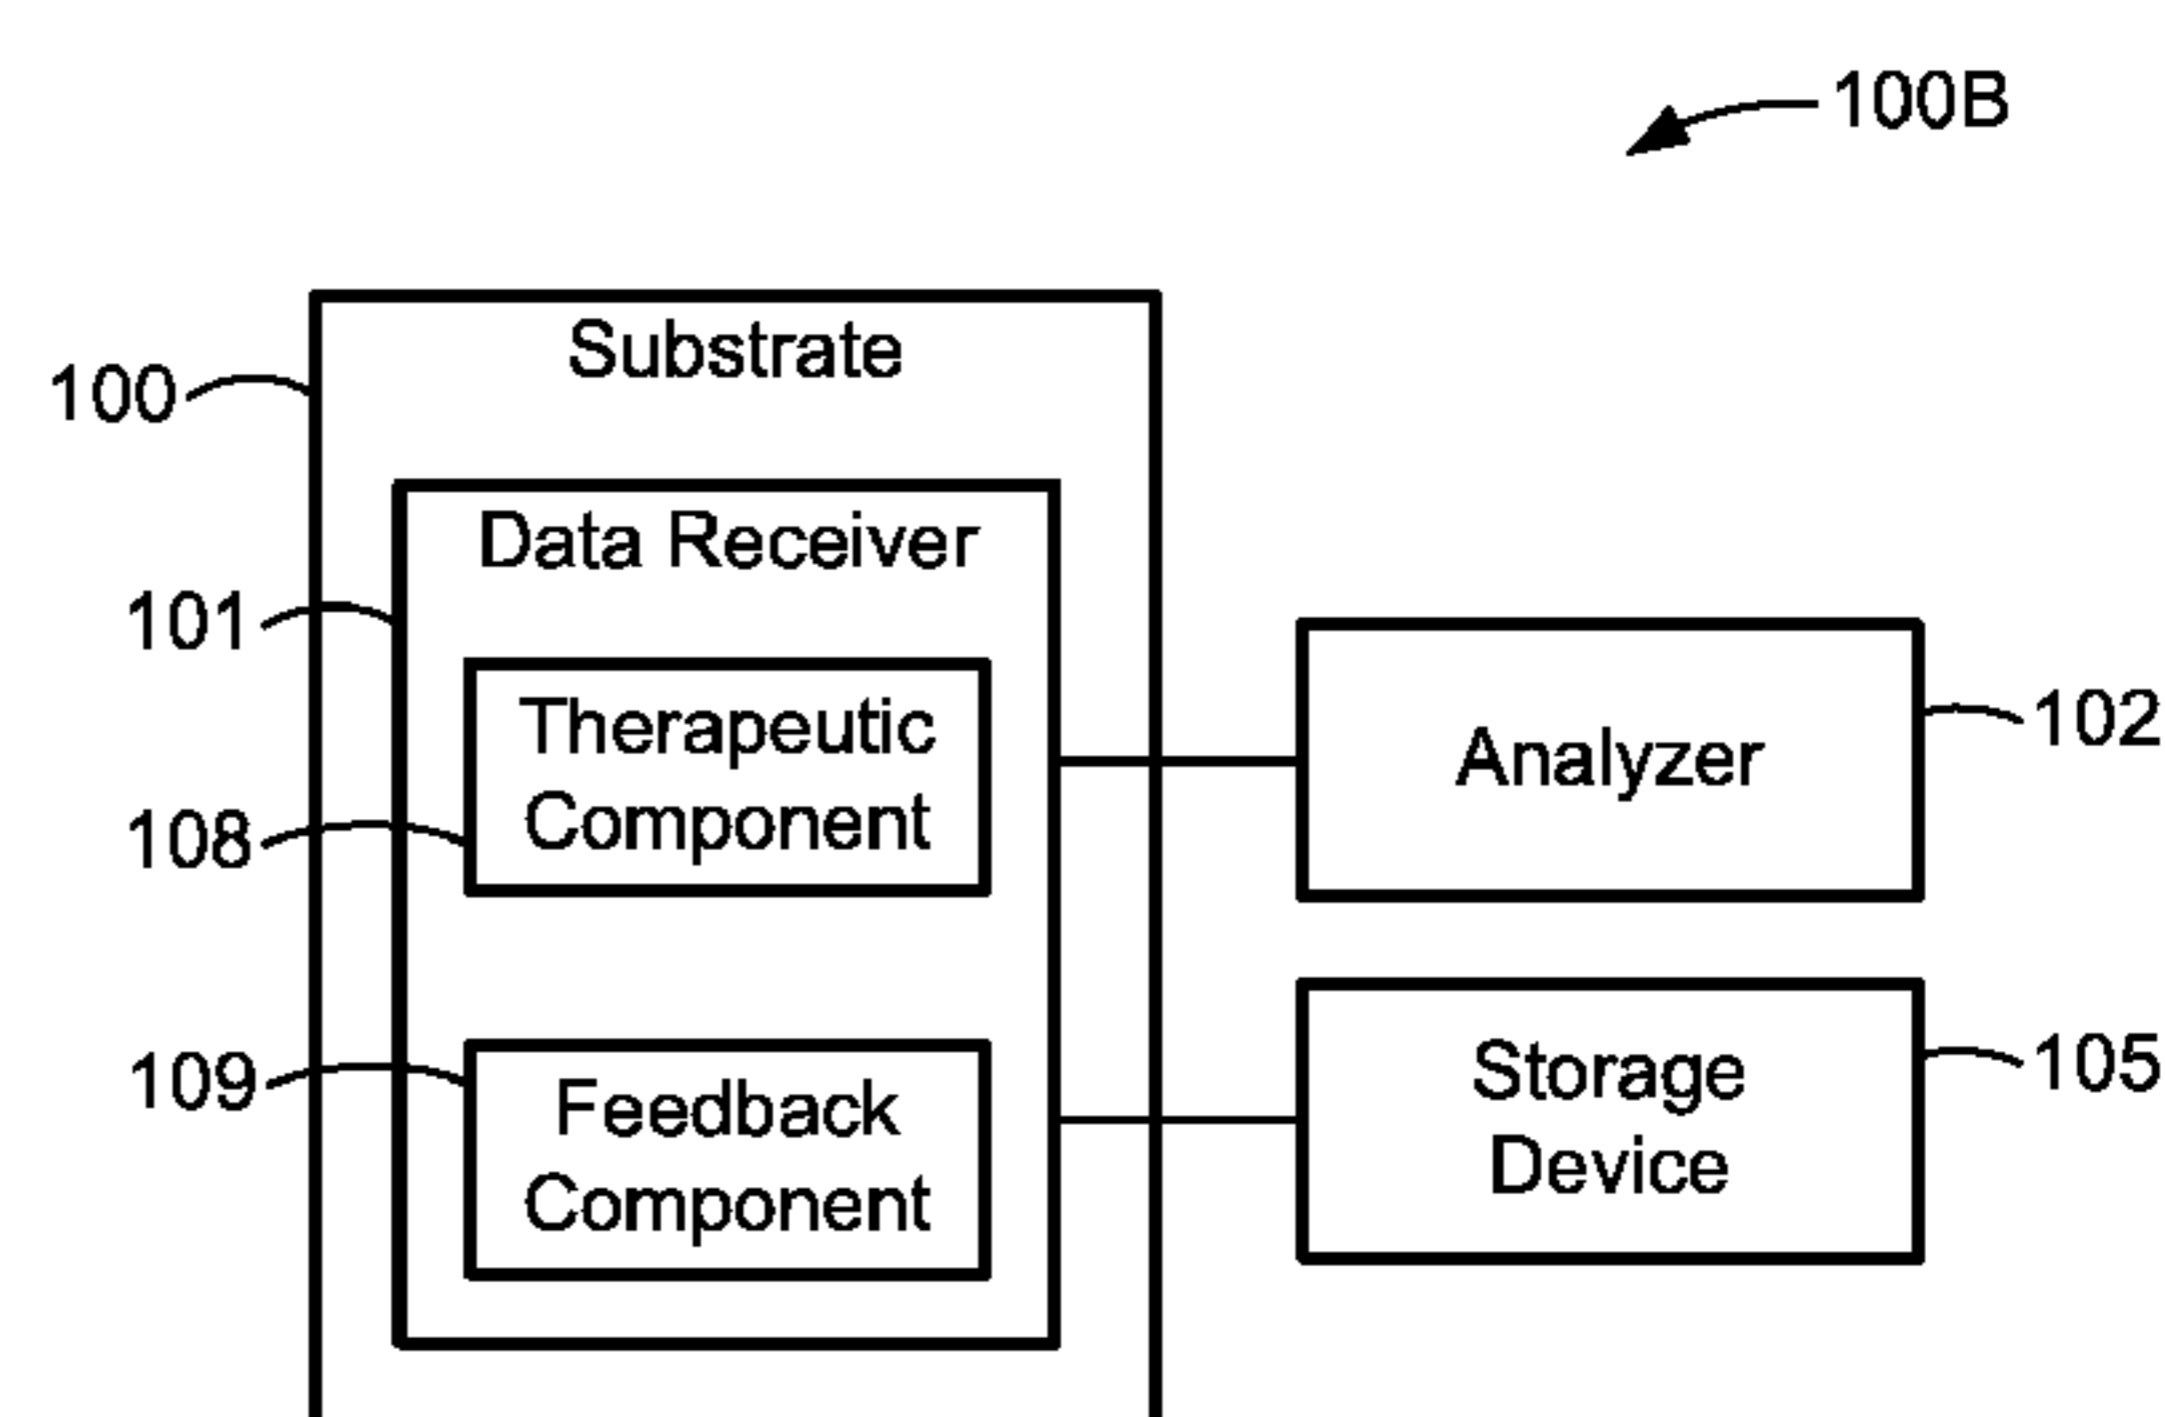 100B
Substrate
100
Data Receiver
101
Therapeutic
Component
108
Analyzer
102
Feedback
Component
109
Storage
Device
105